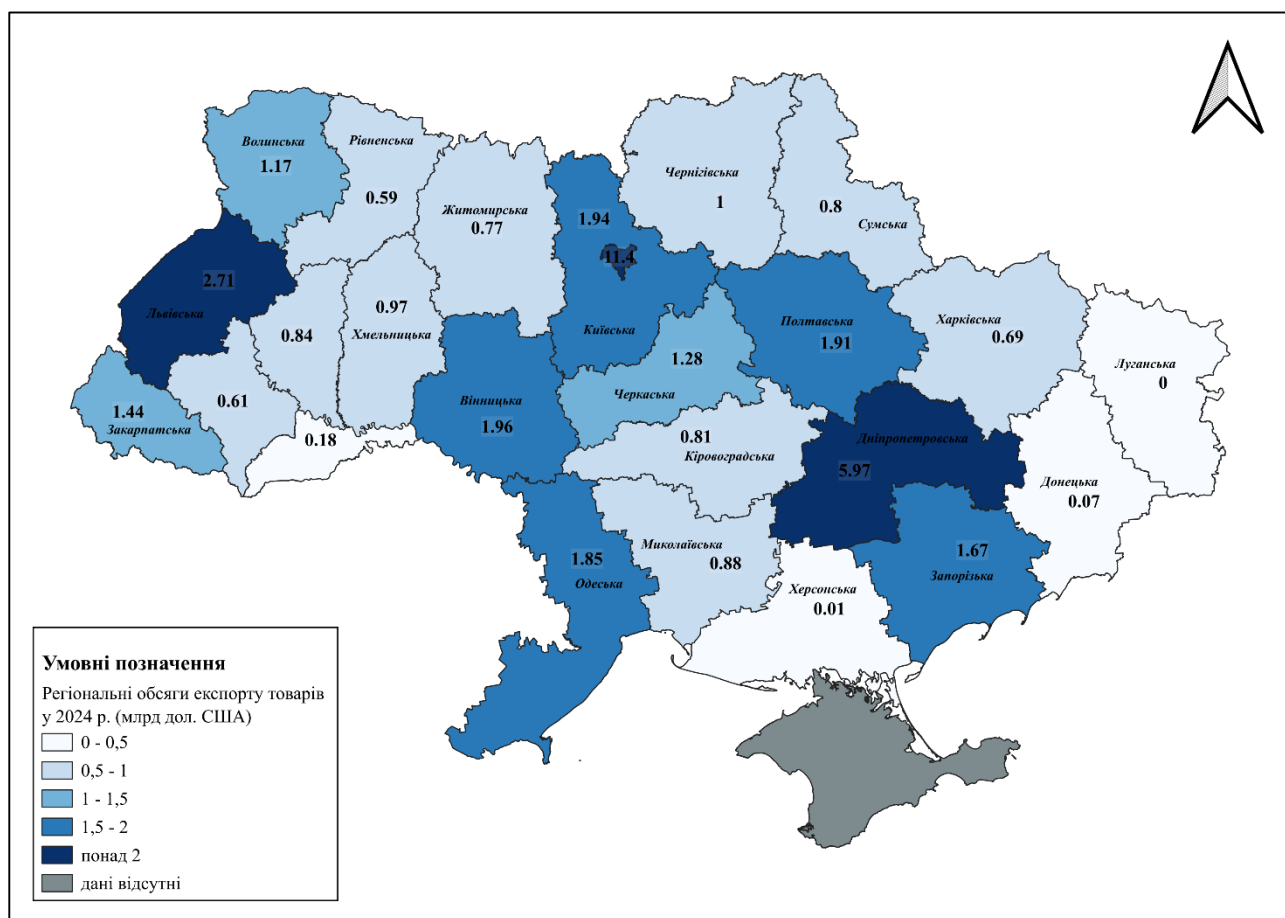 Волинська
1.17
Рівненська
0.59
Житомирська
0.77
1.94
11.4
Київська
Чернігівська
1
0.8
Сумська
2.71
Львівська
0.84
0.97
Хмельницька
0.61
1.44
Закарпатська
0.18
Вінницька
1.96
1.28
Черкаська
Полтавська
1.91
Харківська
0.69
Луганська
0
0.81
Кіровоградська
Дніпропетровська
5.97
Донецька
0.07
1.85
Одеська
Миколаївська
0.88
Херсонська
0.01
1.67
Запорізька
Умовні позначення
Регіональні обсяги експорту товарів
у 2024 р. (млрд дол. США)
0 - 0,5
0,5 - 1
1 - 1,5
1,5 - 2
понад 2
дані відсутні